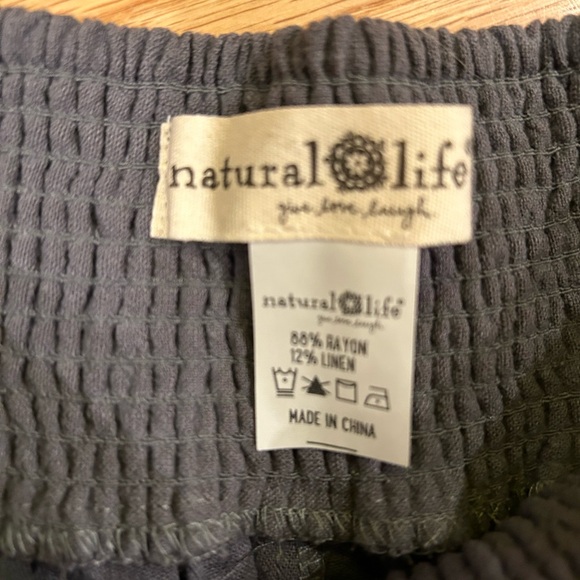 natural life®
give. love. laugh.
natural life®
give. love. laugh.
88% RAYON
12% LINEN
MADE IN CHINA